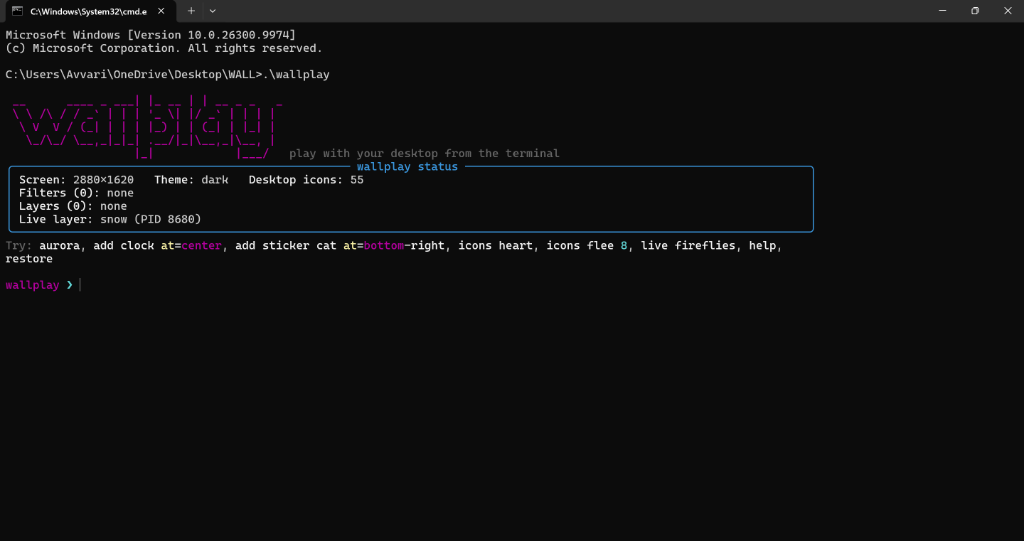 C:\Windows\System32\cmd.e
Microsoft Windows [Version 10.0.26300.9974]
(c) Microsoft Corporation. All rights reserved.
C:\Users\Avvari\OneDrive\Desktop\WALL>.\wallplay
wallplay
play with your desktop from the terminal
wallplay status
Screen: 2880×1620 Theme: dark Desktop icons: 55
Filters (0): none
Layers (0): none
Live layer: snow (PID 8680)
Try: aurora, add clock at=center, add sticker cat at=bottom-right, icons heart, icons flee 8, live fireflies, help,
restore
wallplay ❯